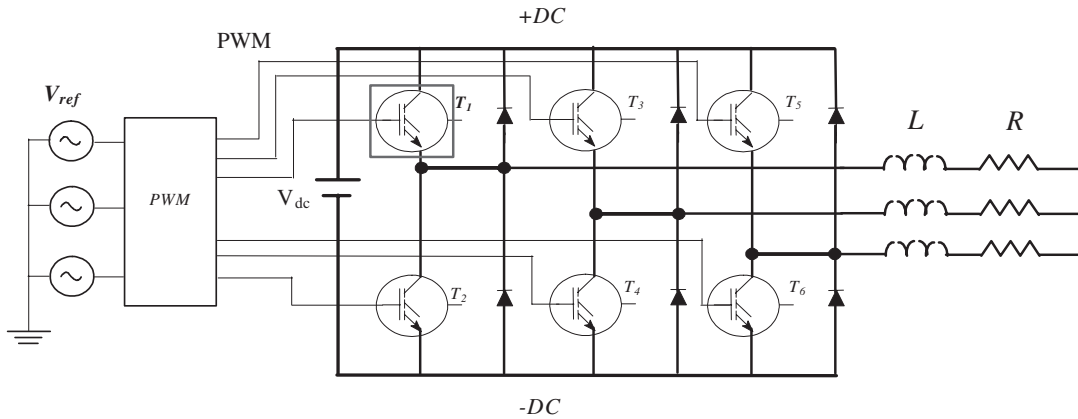 +DC
PWM
V_ref
T_1
T_3
T_5
L
R
PWM
V_dc
T_2
T_4
T_6
-DC